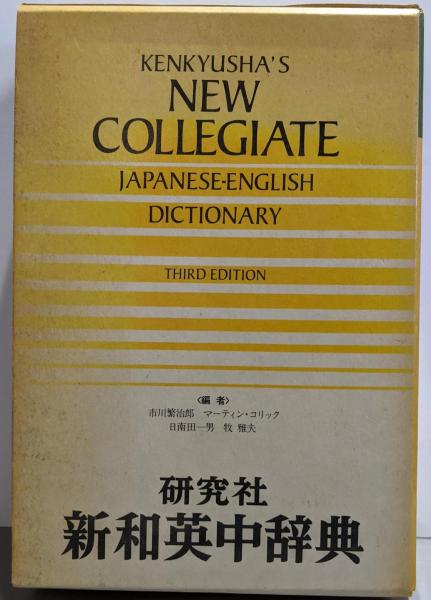 KENKYUSHA'S
NEW
COLLEGIATE
JAPANESE-ENGLISH
DICTIONARY
THIRD EDITION
〈編 者〉
市川繁治郎 マーティン・コリック
日南田一男 牧 雅夫
研究社
新和英中辞典